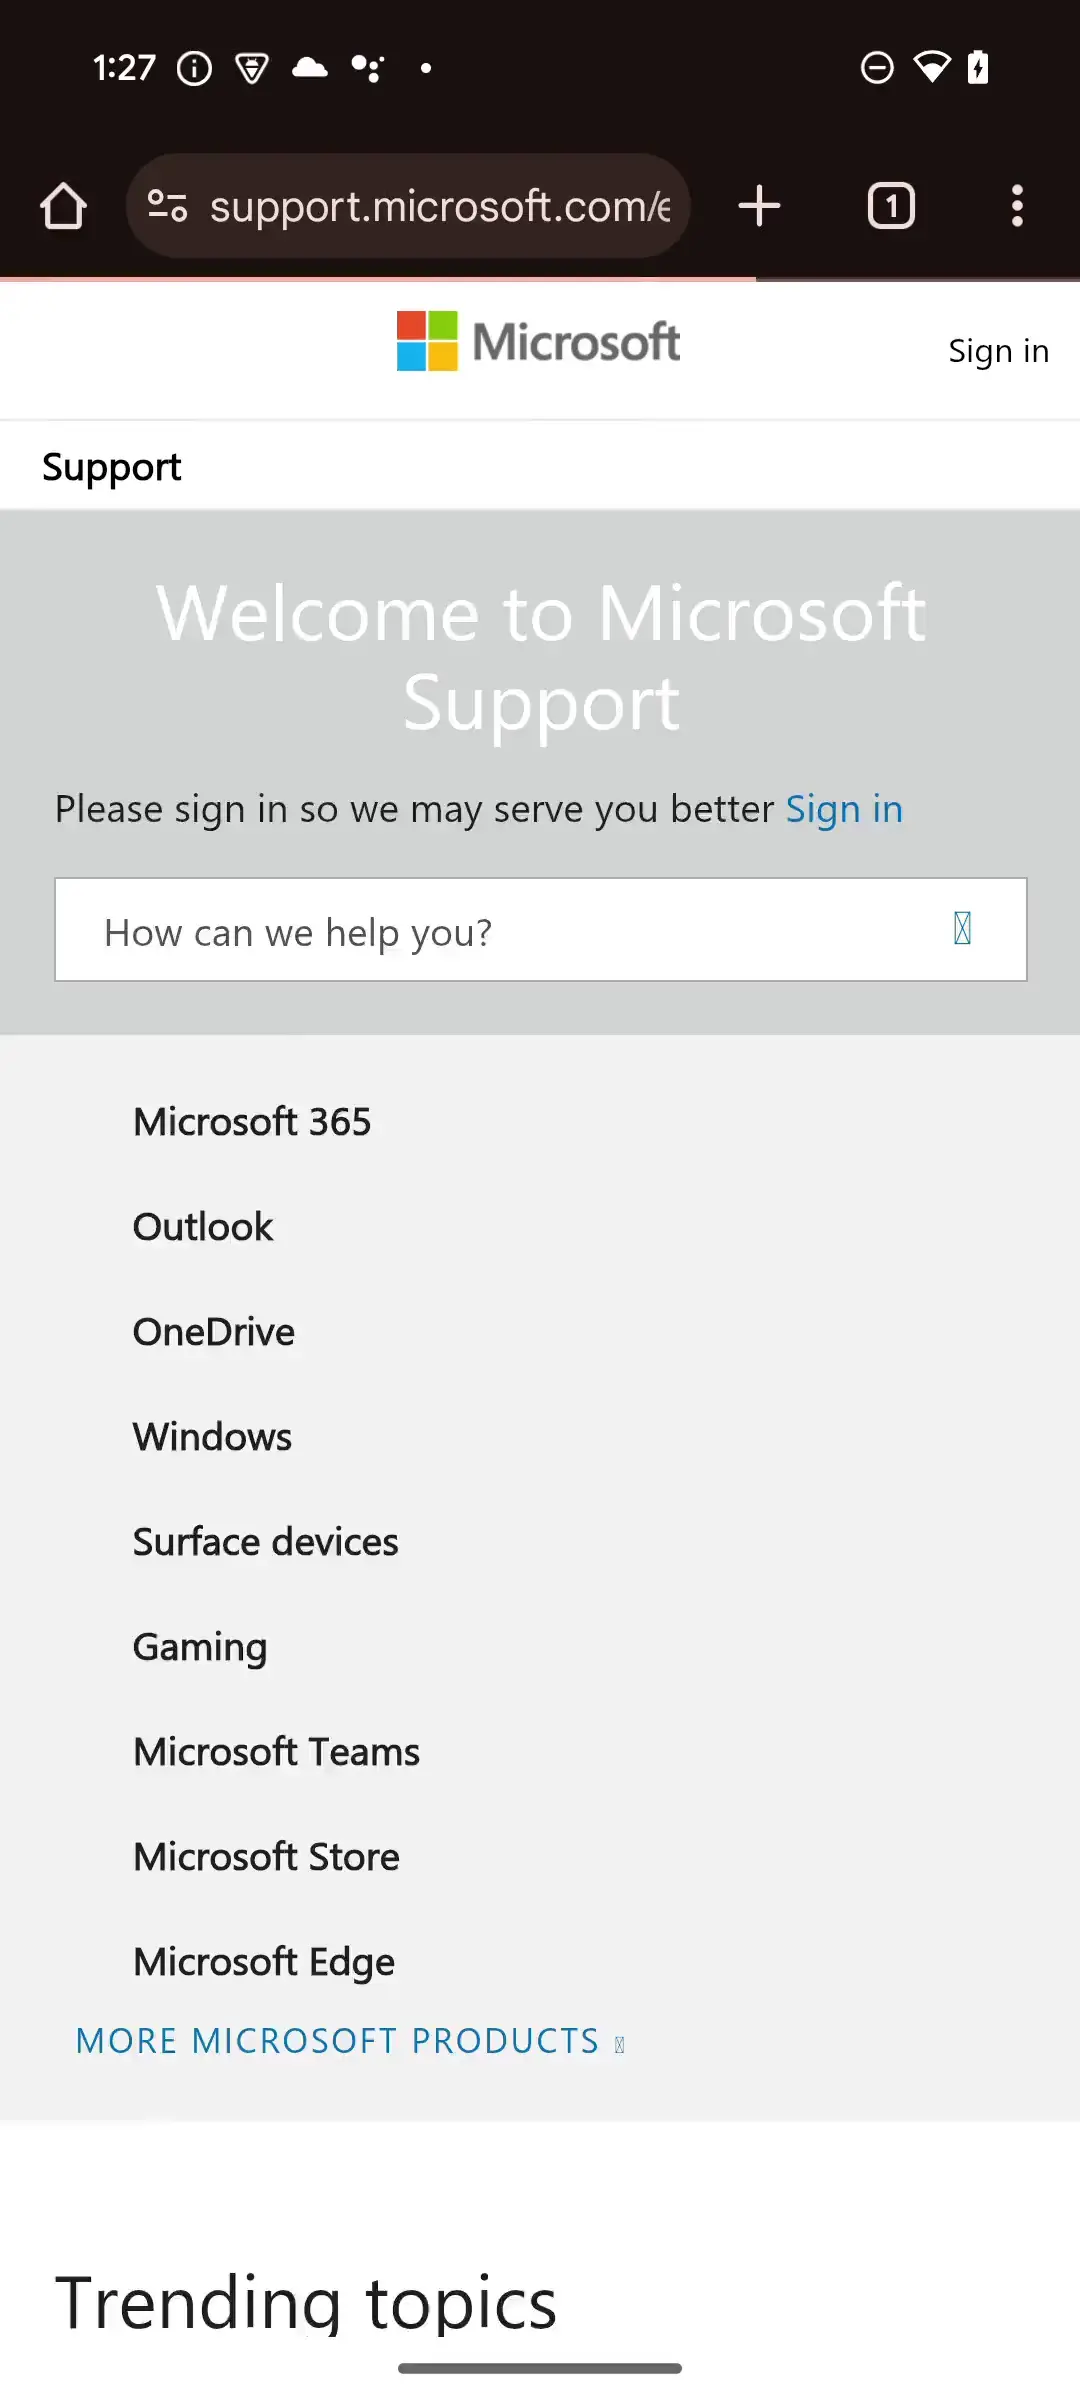 1:27
support.microsoft.com/e
1
Microsoft
Sign in
Support
Welcome to Microsoft
Support
Please sign in so we may serve you better Sign in
How can we help you?
Microsoft 365
Outlook
OneDrive
Windows
Surface devices
Gaming
Microsoft Teams
Microsoft Store
Microsoft Edge
MORE MICROSOFT PRODUCTS
Trending topics